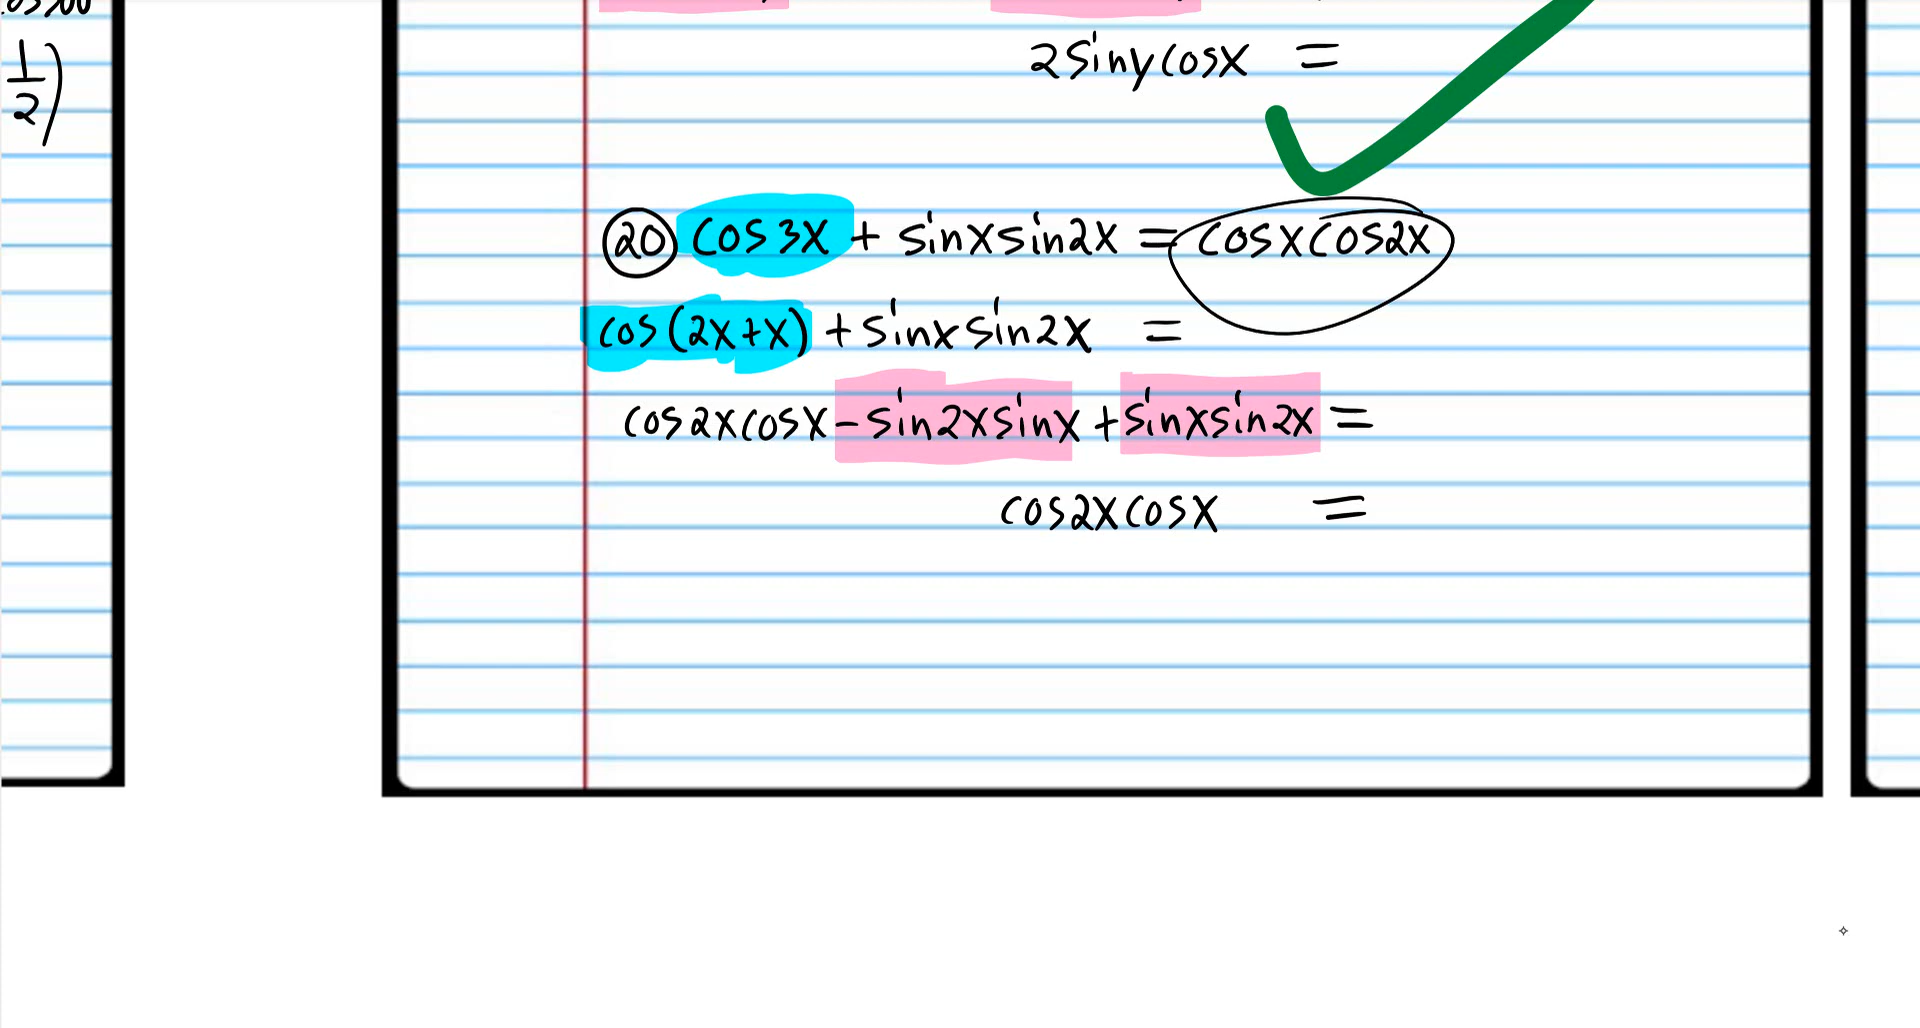 1/2)
2sinycosx =
20 cos3x + sinxsin2x = cosxcos2x
cos(2x+x) + sinxsin2x =
cos2xcosx - sin2xsinx + sinxsin2x =
cos2xcosx =